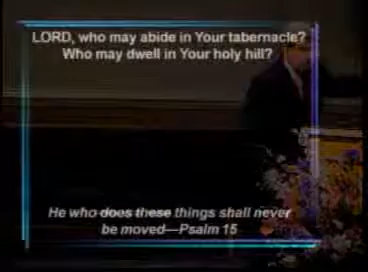 LORD, who may abide in Your tabernacle?
Who may dwell in Your holy hill?
He who does these things shall never
be moved—Psalm 15